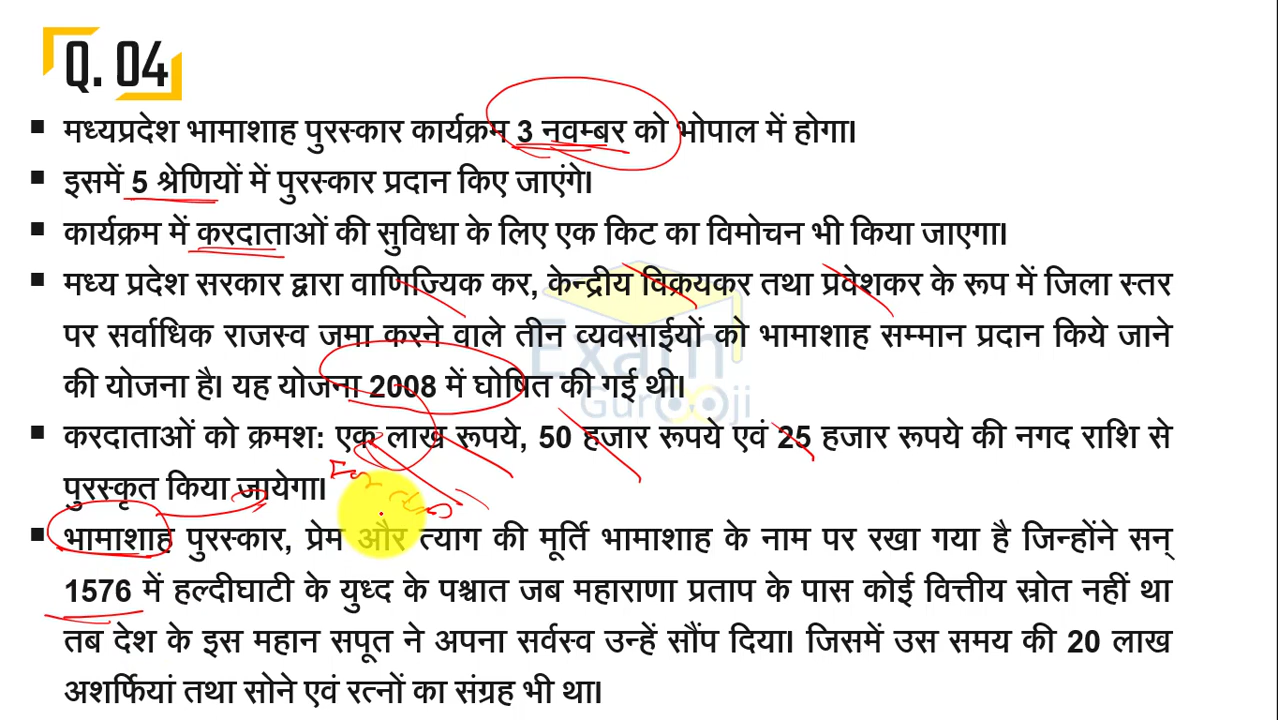 Q. 04
मध्यप्रदेश भामाशाह पुरस्कार कार्यक्रम 3 नवम्बर को भोपाल में होगा।
इसमें 5 श्रेणियों में पुरस्कार प्रदान किए जाएंगे।
कार्यक्रम में करदाताओं की सुविधा के लिए एक किट का विमोचन भी किया जाएगा।
मध्य प्रदेश सरकार द्वारा वाणिज्यिक कर, केन्द्रीय विक्रयकर तथा प्रवेशकर के रूप में जिला स्तर
पर सर्वाधिक राजस्व जमा करने वाले तीन व्यवसाईयों को भामाशाह सम्मान प्रदान किये जाने
की योजना है। यह योजना 2008 में घोषित की गई थी।
करदाताओं को क्रमश: एक लाख रूपये, 50 हजार रूपये एवं 25 हजार रूपये की नगद राशि से
पुरस्कृत किया जायेगा।
भामाशाह पुरस्कार, प्रेम और त्याग की मूर्ति भामाशाह के नाम पर रखा गया है जिन्होंने सन्
1576 में हल्दीघाटी के युध्द के पश्चात जब महाराणा प्रताप के पास कोई वित्तीय स्रोत नहीं था
तब देश के इस महान सपूत ने अपना सर्वस्व उन्हें सौंप दिया। जिसमें उस समय की 20 लाख
अशर्फियां तथा सोने एवं रत्नों का संग्रह भी था।
Exam
Gurooji